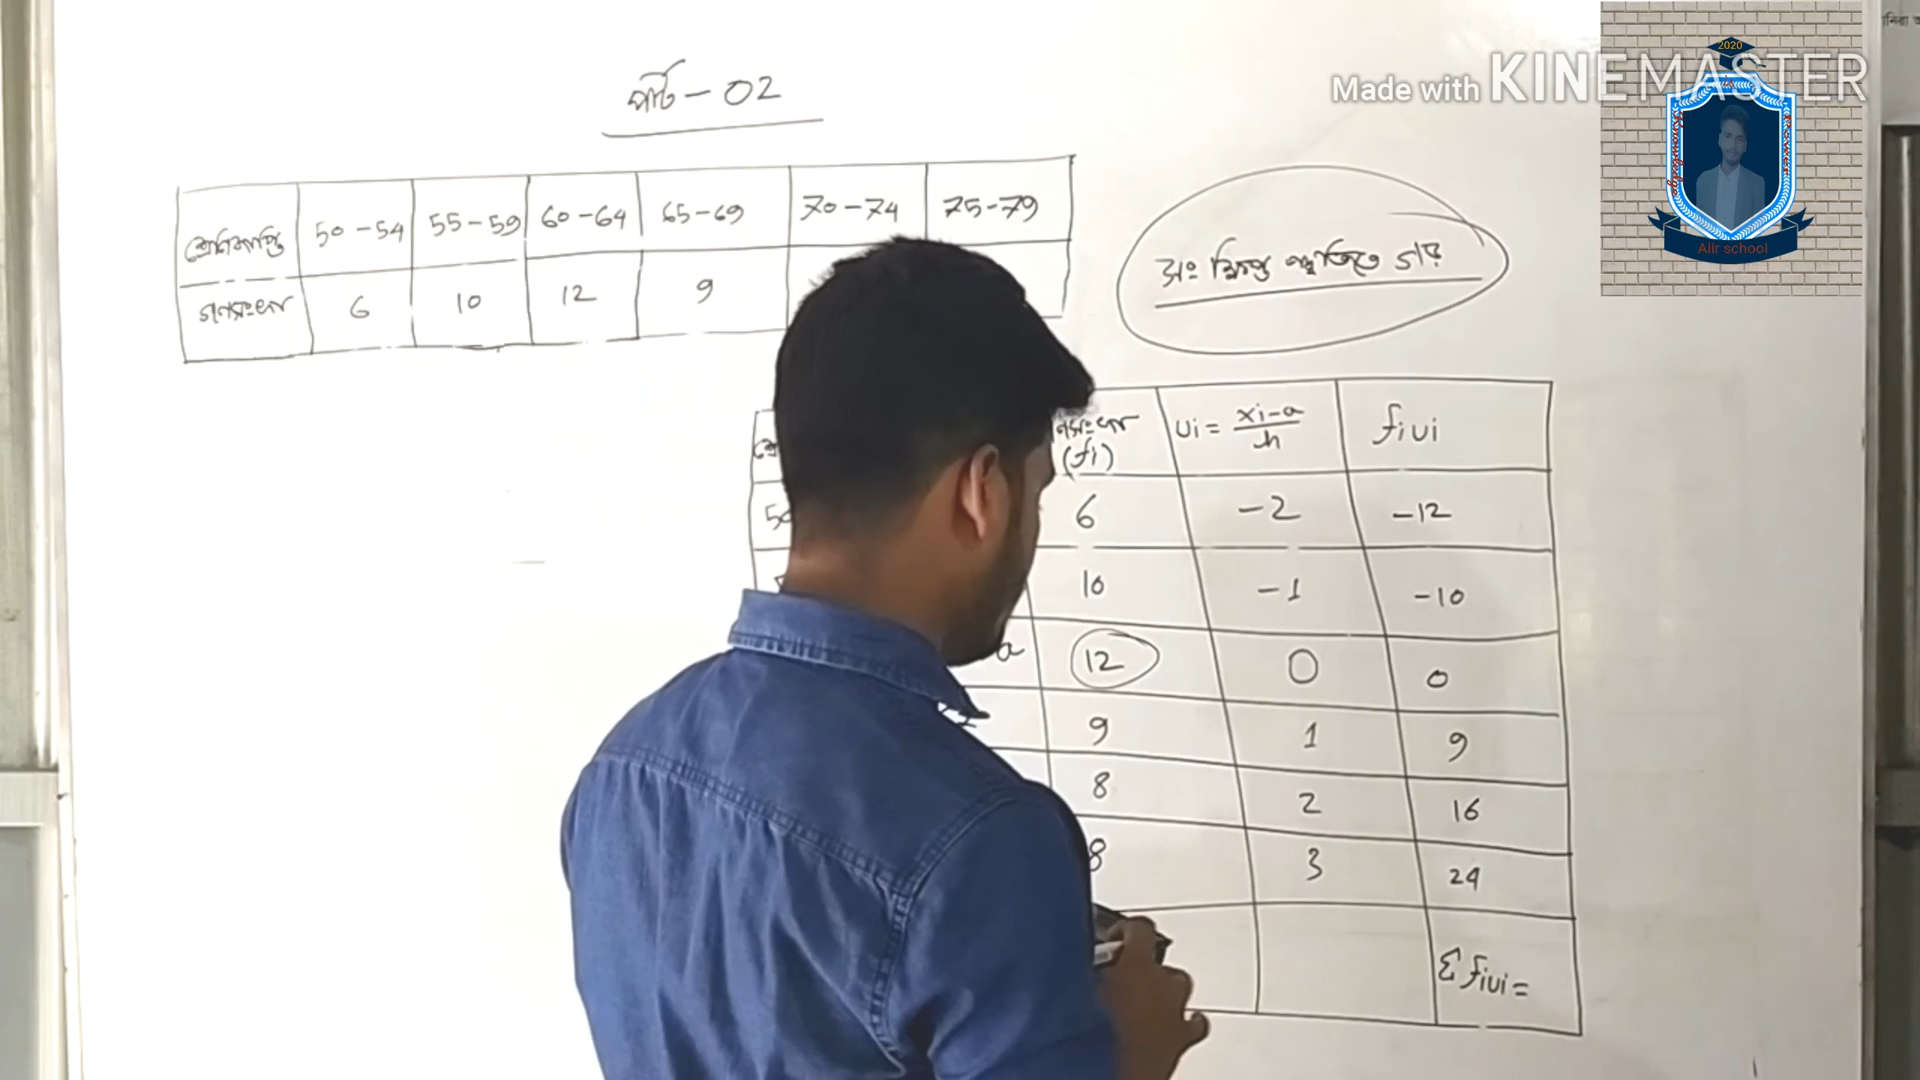 পার্ট - 02
শ্রেণিব্যাপ্তি 50-54 55-59 60-64 65-69 70-74 75-79
গণসংখ্যা 6 10 12 9
সংক্ষিপ্ত পদ্ধতিতে গড়
(fi) ui = xi-a/h fiui
6 -2 -12
10 -1 -10
a 12 0 0
9 1 9
8 2 16
8 3 24
Σfiui =
Made with KINEMASTER
2020
Knowledge
Alir school